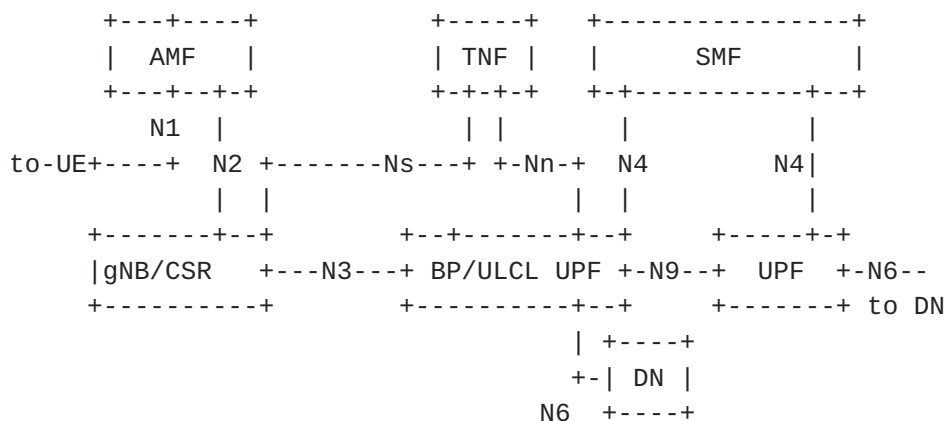 AMF TNF SMF
N1
to-UE N2 Ns Nn N4 N4
gNB/CSR N3 BP/ULCL UPF N9 UPF N6
to DN
DN
N6